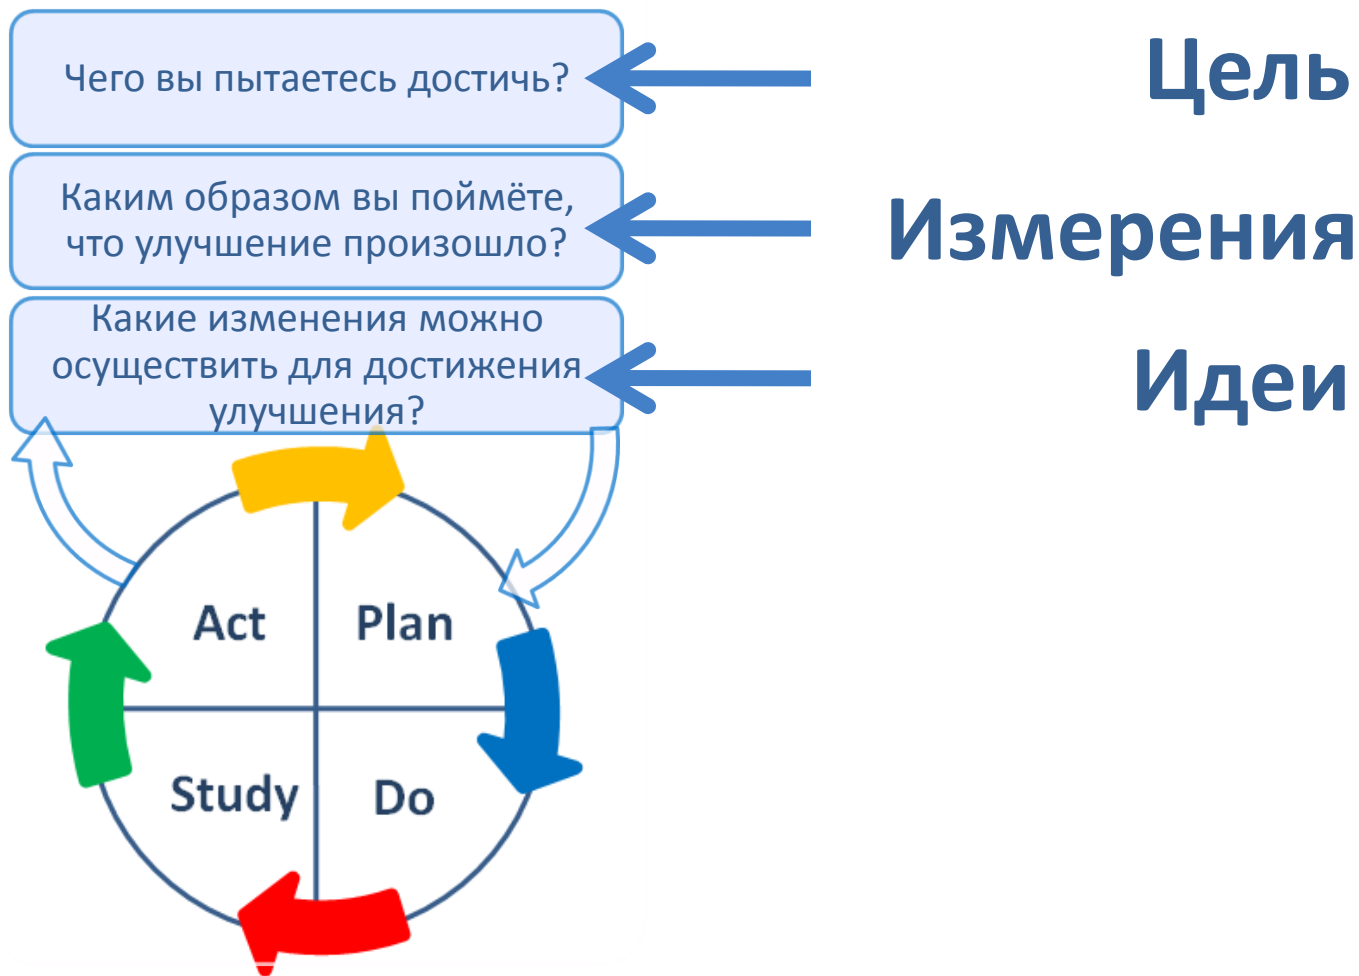 Чего вы пытаетесь достичь?
Цель
Каким образом вы поймёте,
что улучшение произошло?
Измерения
Какие изменения можно
осуществить для достижения
улучшения?
Идеи
Act
Plan
Study
Do